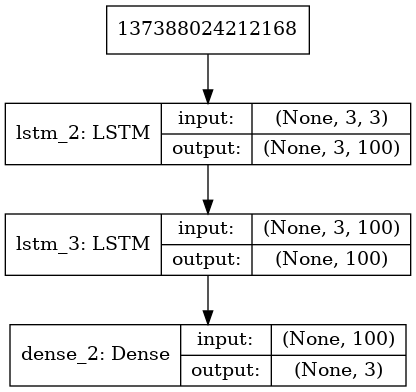 137388024212168
lstm_2: LSTM
input:
(None, 3, 3)
output:
(None, 3, 100)
lstm_3: LSTM
input:
(None, 3, 100)
output:
(None, 100)
dense_2: Dense
input:
(None, 100)
output:
(None, 3)